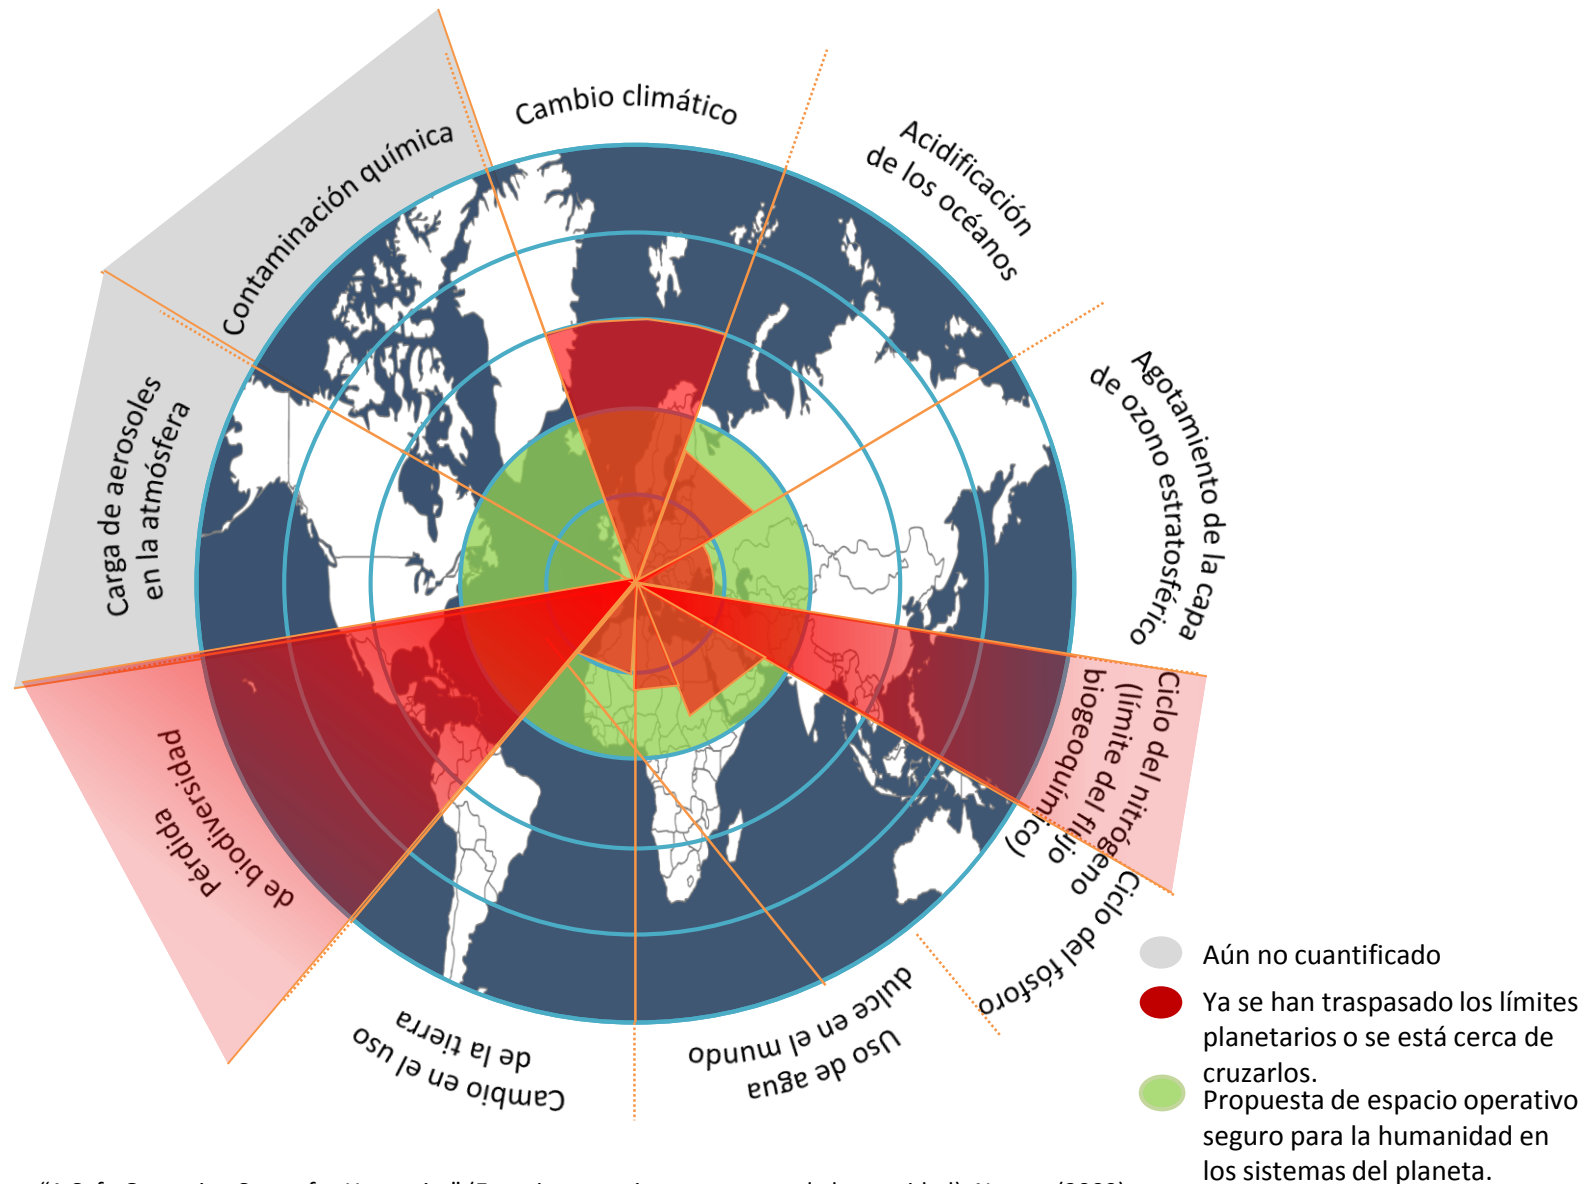 Cambio climático
Acidificación
de los océanos
Agotamiento de la capa
de ozono estratosférico
Ciclo del nitrógeno
(límite del flujo
biogeoquímico)
Ciclo del fósforo
Uso de agua
dulce en el mundo
Cambio en el uso
de la tierra
Pérdida
de biodiversidad
Carga de aerosoles
en la atmósfera
Contaminación química
Aún no cuantificado
Ya se han traspasado los límites
planetarios o se está cerca de
cruzarlos.
Propuesta de espacio operativo
seguro para la humanidad en
los sistemas del planeta.